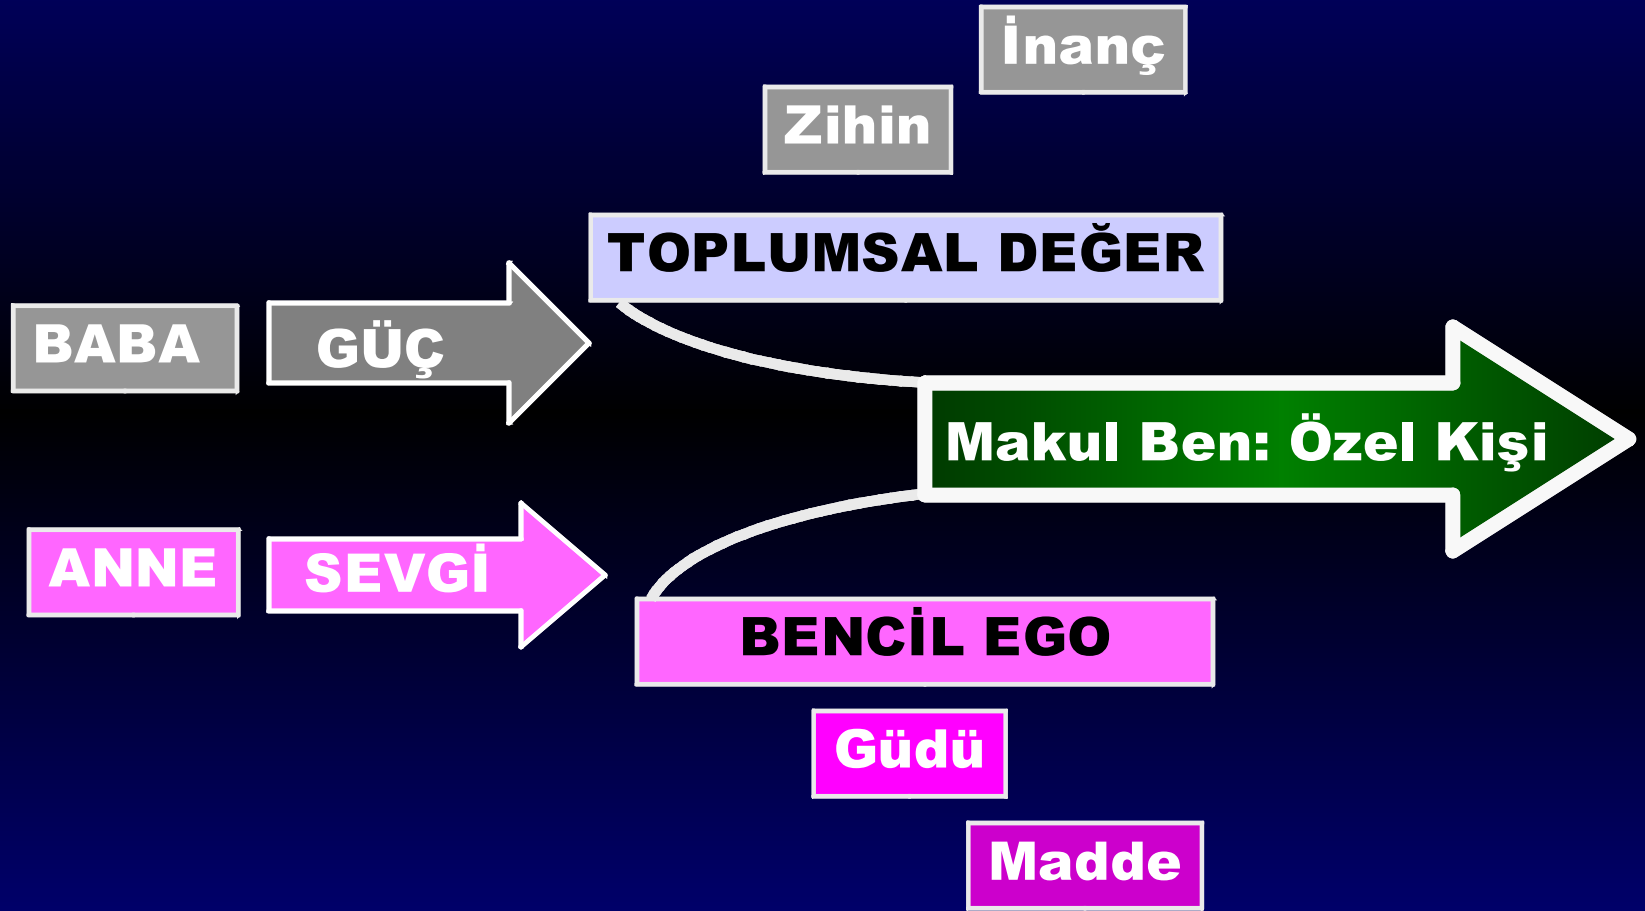 İnanç
Zihin
TOPLUMSAL DEĞER
BABA
GÜÇ
Makul Ben: Özel Kişi
ANNE
SEVGİ
BENCİL EGO
Güdü
Madde